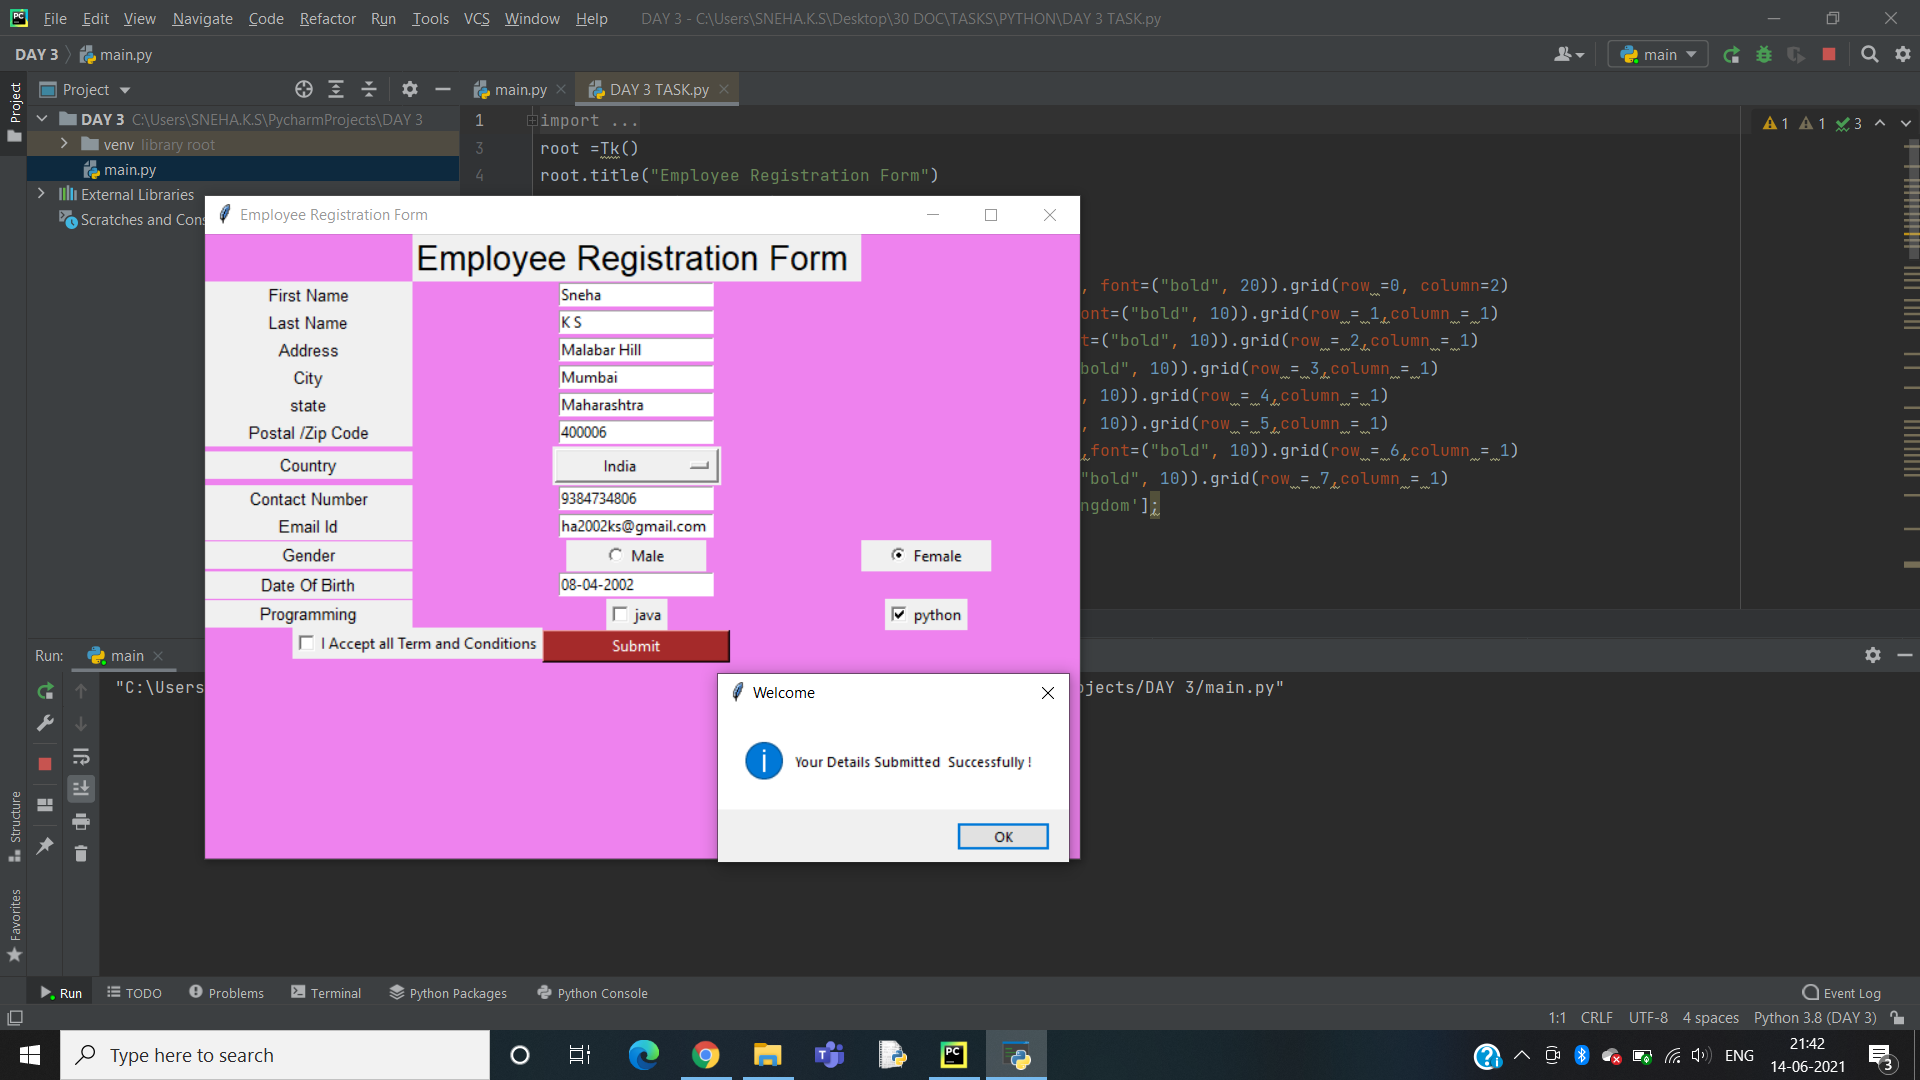 File Edit View Navigate Code Refactor Run Tools VCS Window Help DAY 3 - C:\Users\SNEHA.K.S\Desktop\30 DOC\TASKS\PYTHON\DAY 3 TASK.py
DAY 3 main.py main
Project
Project main.py DAY 3 TASK.py
DAY 3 C:\Users\SNEHA.K.S\PycharmProjects\DAY 3
venv library root
main.py
External Libraries
Scratches and Cons
1 import ...
3 root =Tk()
4 root.title("Employee Registration Form")
1 1 3
, font=("bold", 20)).grid(row =0, column=2)
ont=("bold", 10)).grid(row = 1,column = 1)
t=("bold", 10)).grid(row = 2,column = 1)
bold", 10)).grid(row = 3,column = 1)
, 10)).grid(row = 4,column = 1)
, 10)).grid(row = 5,column = 1)
,font=("bold", 10)).grid(row = 6,column = 1)
"bold", 10)).grid(row = 7,column = 1)
ngdom'];
Employee Registration Form
Employee Registration Form
First Name Sneha
Last Name K S
Address Malabar Hill
City Mumbai
state Maharashtra
Postal /Zip Code 400006
Country India
Contact Number 9384734806
Email Id ha2002ks@gmail.com
Gender Male Female
Date Of Birth 08-04-2002
Programming java python
I Accept all Term and Conditions Submit
Welcome
Your Details Submitted Successfully !
OK
Run: main
"C:\Users
ojects/DAY 3/main.py"
Structure
Favorites
Run TODO Problems Terminal Python Packages Python Console Event Log
1:1 CRLF UTF-8 4 spaces Python 3.8 (DAY 3)
Type here to search
PC
ENG
21:42
14-06-2021
3